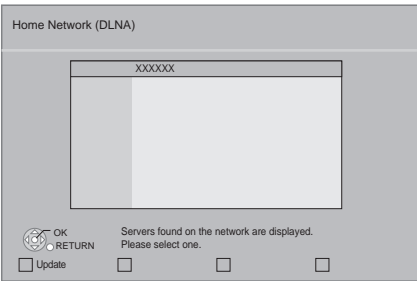 Home Network (DLNA)
XXXXXX
OK
RETURN
Servers found on the network are displayed.
Please select one.
Update